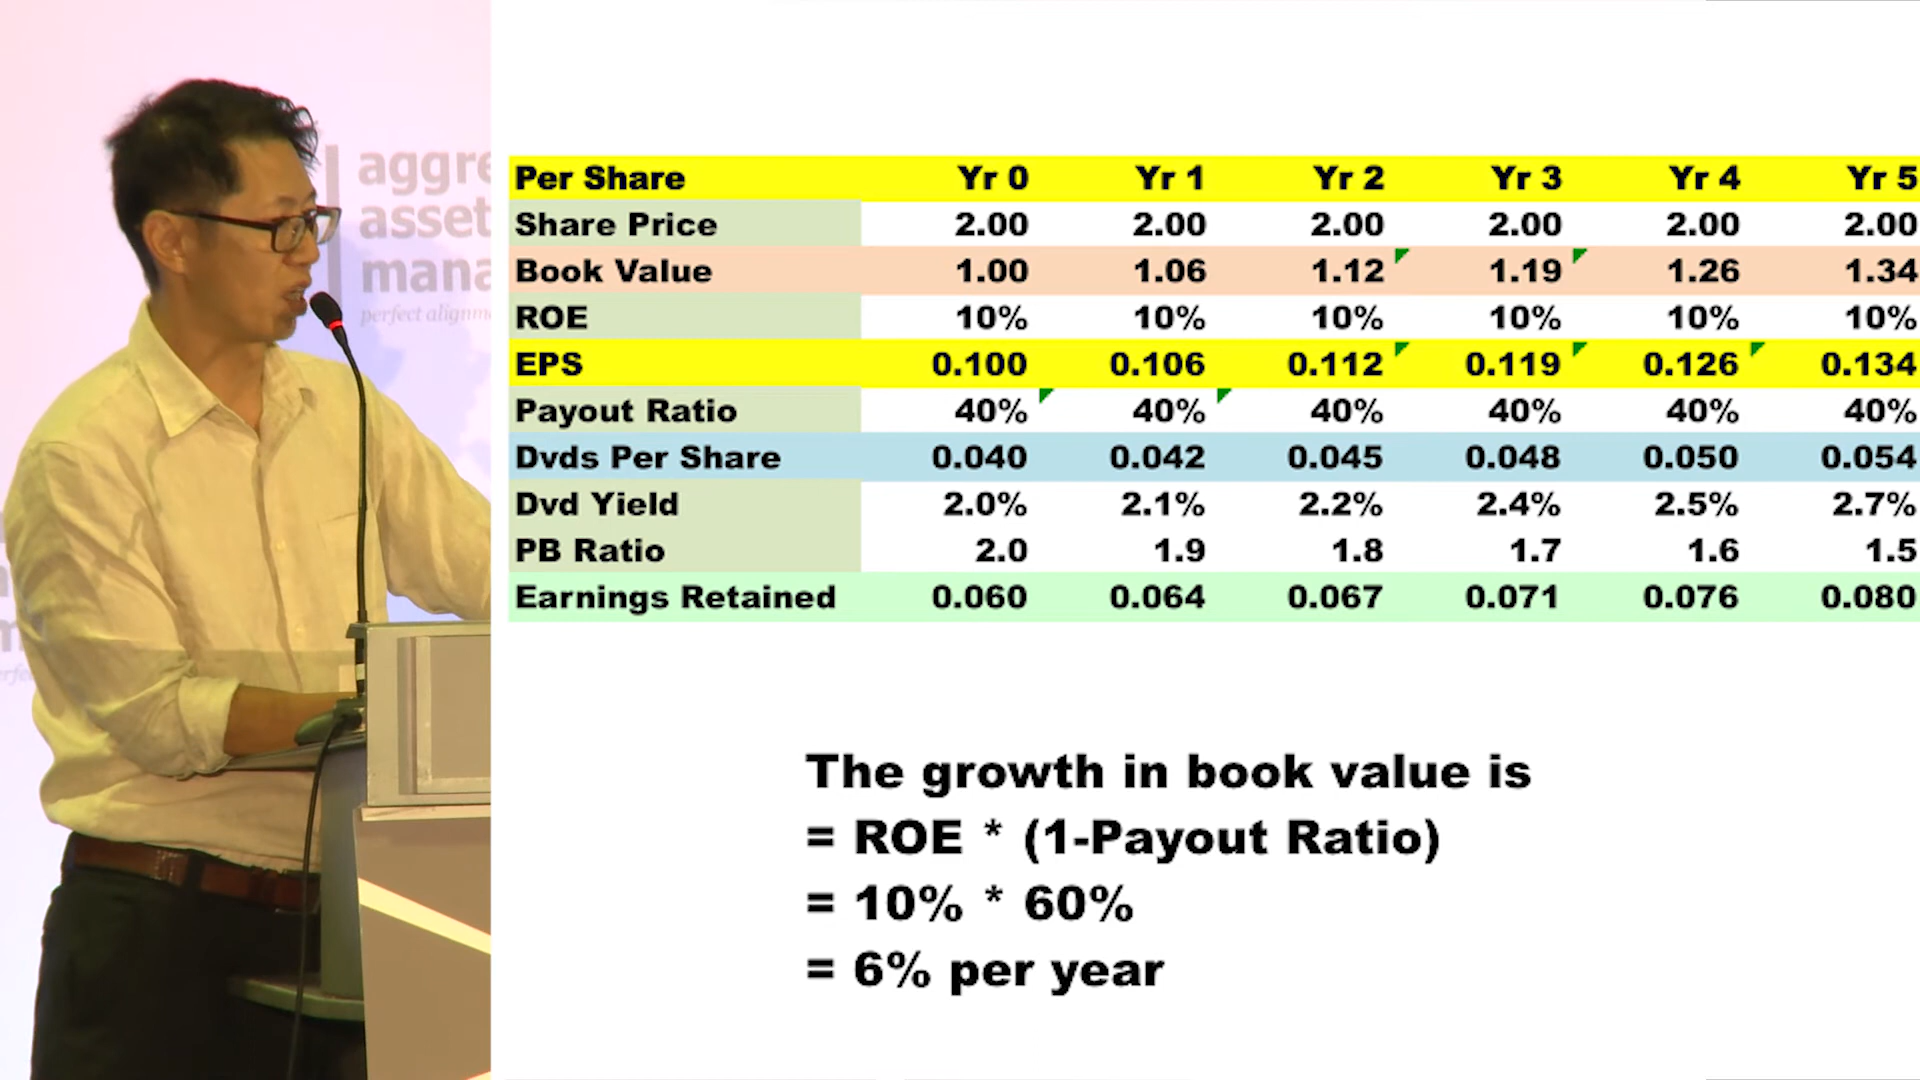 aggre
asset
mana
perfect alignm
Per Share Yr 0 Yr 1 Yr 2 Yr 3 Yr 4 Yr 5
Share Price 2.00 2.00 2.00 2.00 2.00 2.00
Book Value 1.00 1.06 1.12 1.19 1.26 1.34
ROE 10% 10% 10% 10% 10% 10%
EPS 0.100 0.106 0.112 0.119 0.126 0.134
Payout Ratio 40% 40% 40% 40% 40% 40%
Dvds Per Share 0.040 0.042 0.045 0.048 0.050 0.054
Dvd Yield 2.0% 2.1% 2.2% 2.4% 2.5% 2.7%
PB Ratio 2.0 1.9 1.8 1.7 1.6 1.5
Earnings Retained 0.060 0.064 0.067 0.071 0.076 0.080
The growth in book value is
= ROE * (1-Payout Ratio)
= 10% * 60%
= 6% per year